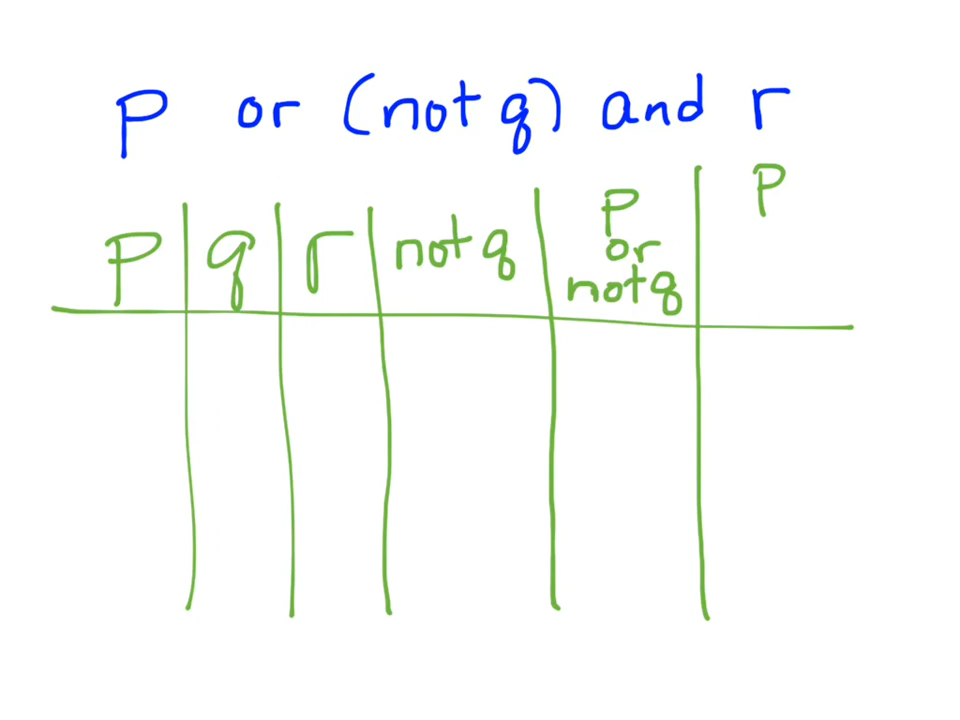 p or (not q) and r
p q r not q p or not q p